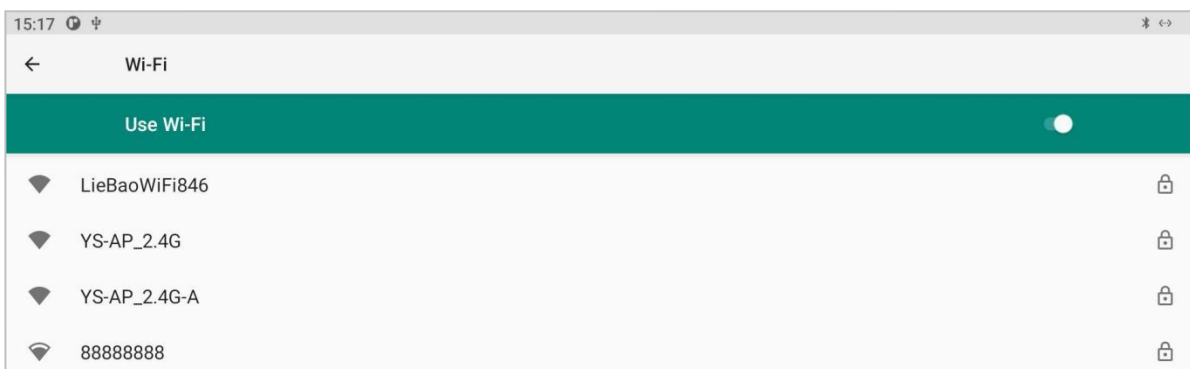 15:17
Wi-Fi
Use Wi-Fi
LieBaoWiFi846
YS-AP_2.4G
YS-AP_2.4G-A
88888888